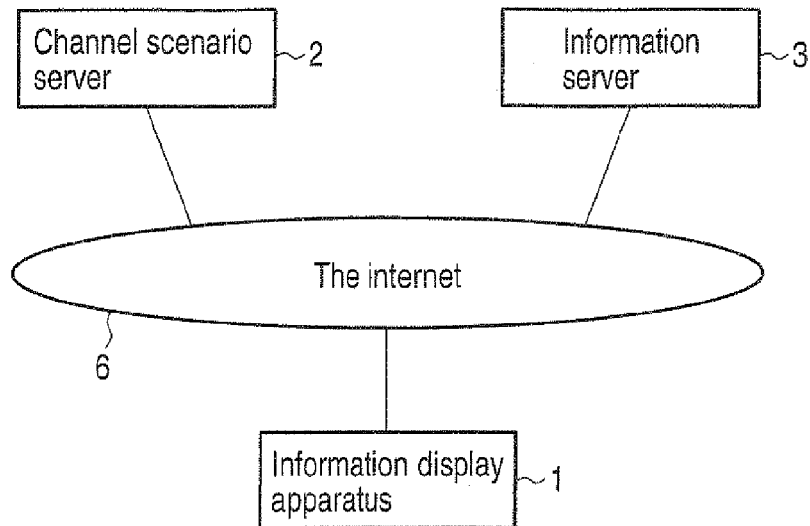 Channel scenario
server
2
Information
server
3
The internet
6
Information display
apparatus
1